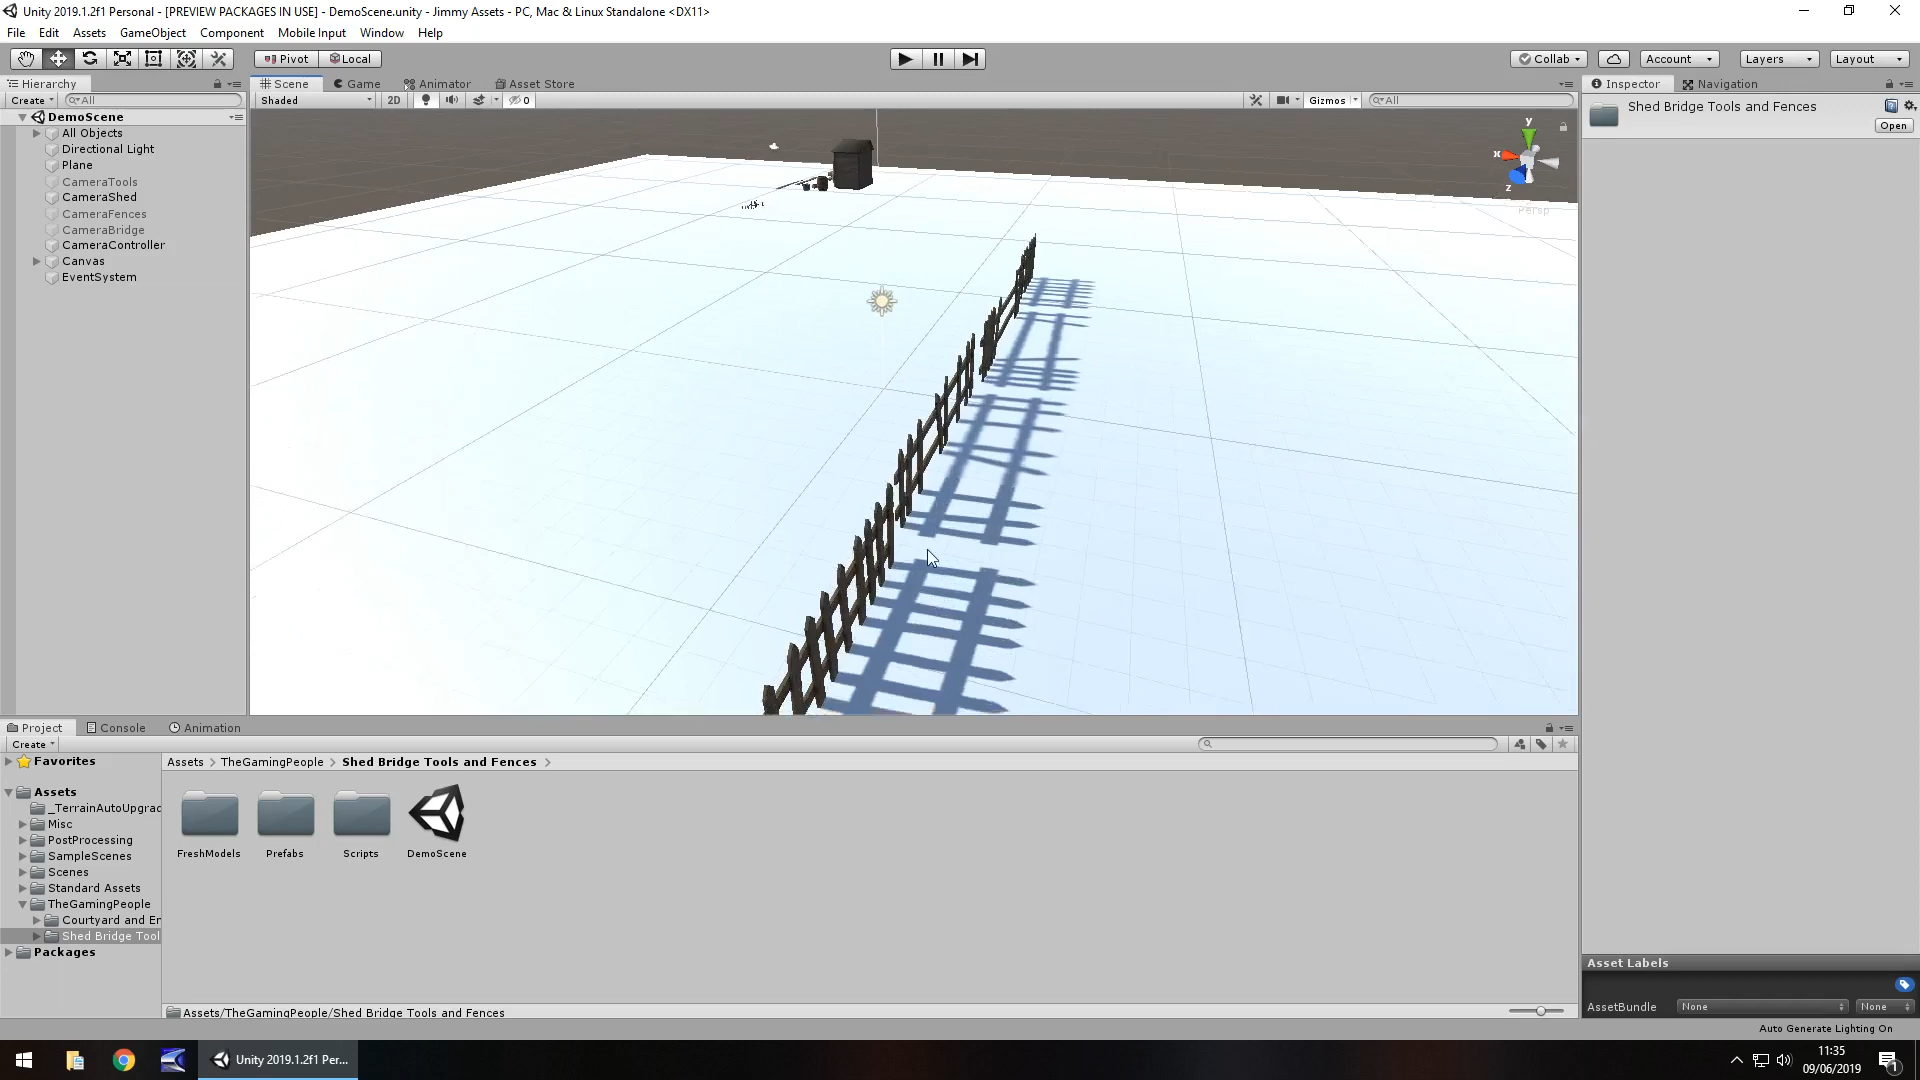 Unity 2019.1.2f1 Personal - [PREVIEW PACKAGES IN USE] - DemoScene.unity - Jimmy Assets - PC, Mac & Linux Standalone <DX11>
File Edit Assets GameObject Component Mobile Input Window Help
Pivot Local Collab Account Layers Layout
Hierarchy Scene Game Animator Asset Store Inspector Navigation
Create All Shaded 2D 0 Gizmos All
Shed Bridge Tools and Fences
Open
DemoScene
All Objects
Directional Light
Plane
CameraTools
CameraShed
CameraFences
CameraBridge
CameraController
Canvas
EventSystem
y
x
z
Persp
Project Console Animation
Create
Favorites
Assets
_TerrainAutoUpgrac
Misc
PostProcessing
SampleScenes
Scenes
Standard Assets
TheGamingPeople
Courtyard and En
Shed Bridge Tool
Packages
Assets > TheGamingPeople > Shed Bridge Tools and Fences >
FreshModels Prefabs Scripts DemoScene
Assets/TheGamingPeople/Shed Bridge Tools and Fences
Asset Labels
AssetBundle None None
Auto Generate Lighting On
Unity 2019.1.2f1 Per...
11:35
09/06/2019
1